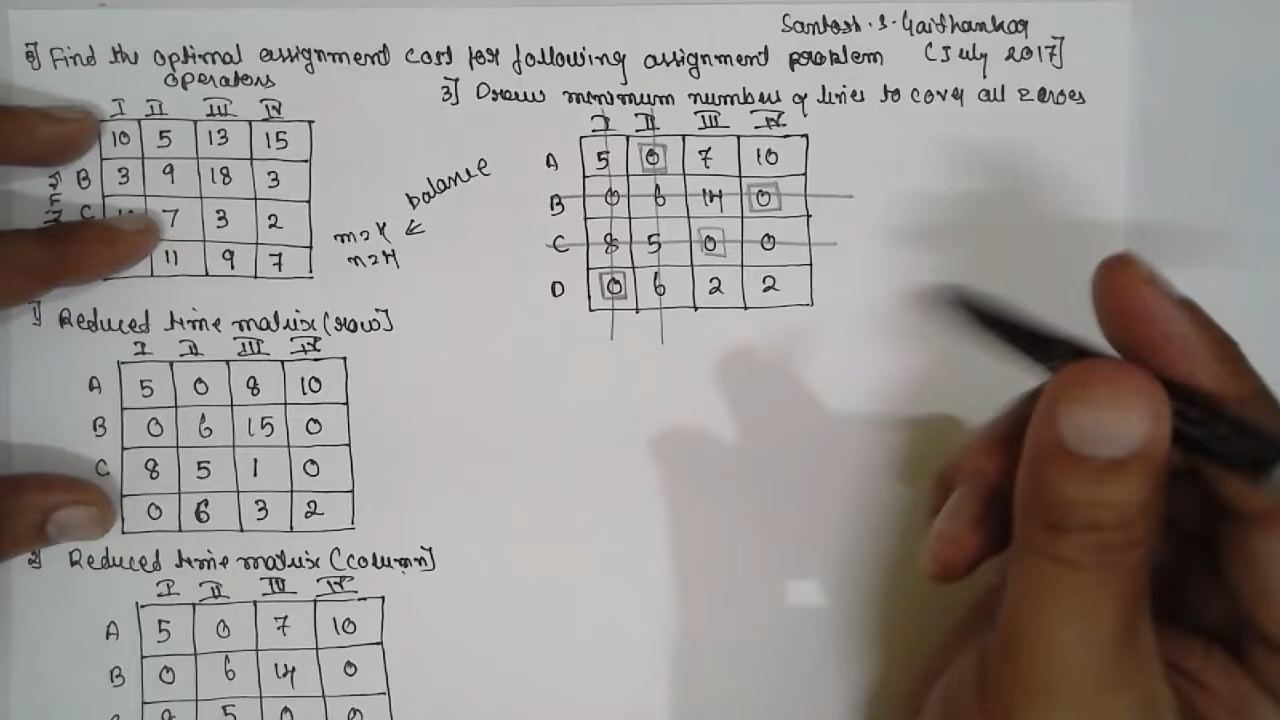 Santosh.S.Gaithankar
Q] Find the optimal assignment cost for following assignment problem (July 2017]
operators
I II III IV
10 5 13 15
B 3 9 18 3
C 7 3 2
11 9 7
balance
m=4
n=4
1] Reduced time matrix (row]
I II III IV
A 5 0 8 10
B 0 6 15 0
C 8 5 1 0
0 6 3 2
2] Reduced time matrix (column]
I II III IV
A 5 0 7 10
B 0 6 14 0
5 0 0
3] Draw minimum number of lines to cover all zeroes
I II III IV
A 5 0 7 10
B 0 6 14 0
C 8 5 0 0
D 0 6 2 2